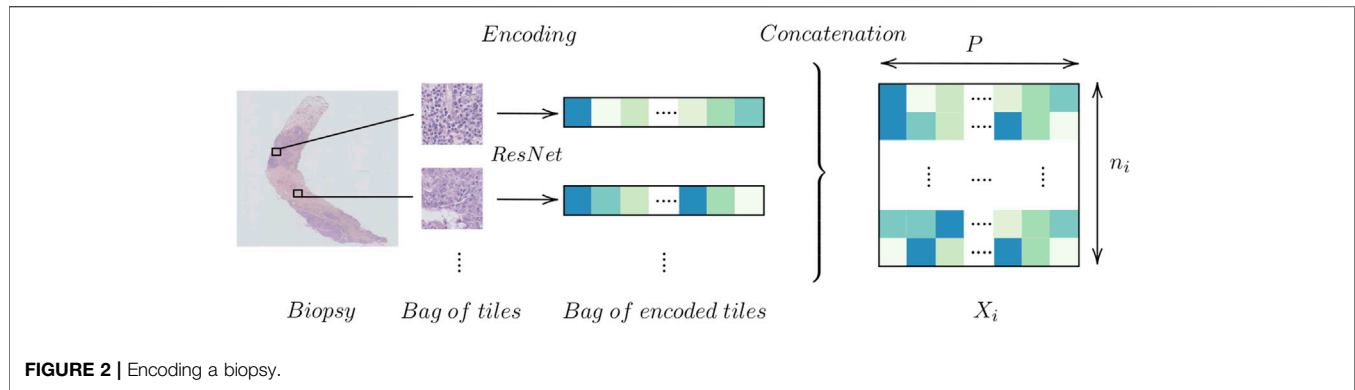 Encoding
Concatenation
P
ResNet
n_i
Biopsy
Bag of tiles
Bag of encoded tiles
X_i
FIGURE 2 | Encoding a biopsy.